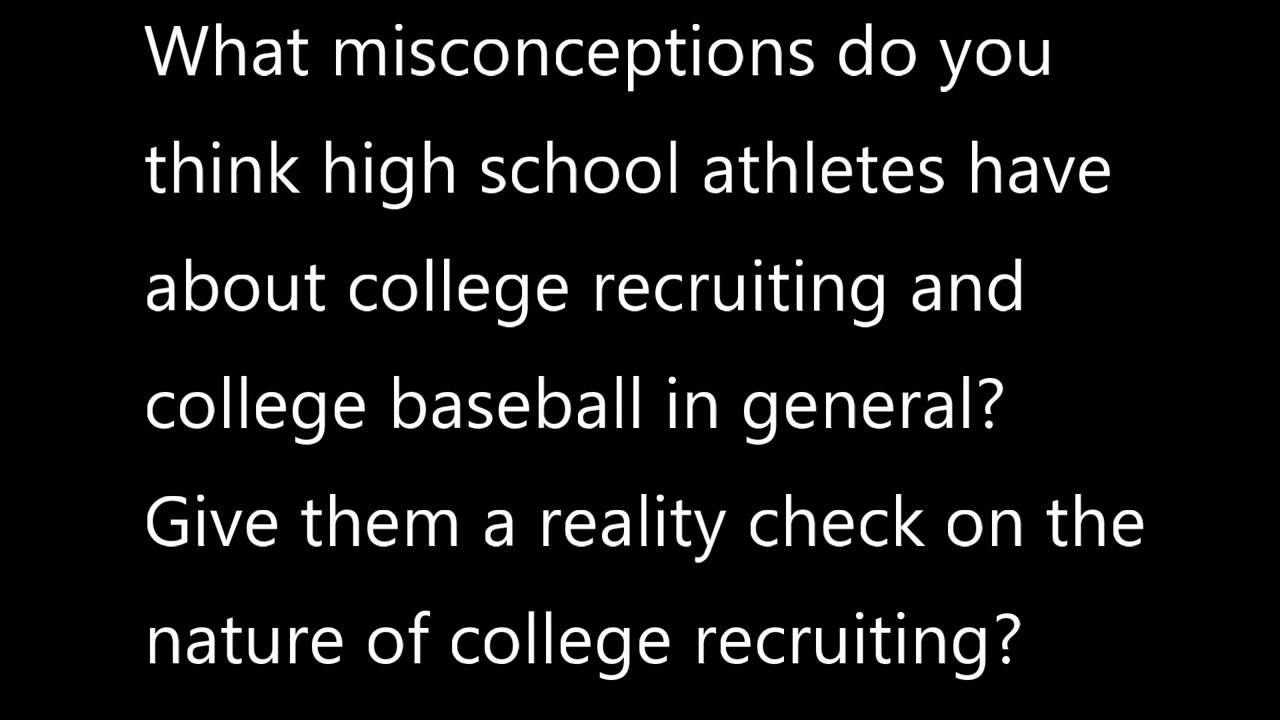 What misconceptions do you
think high school athletes have
about college recruiting and
college baseball in general?
Give them a reality check on the
nature of college recruiting?